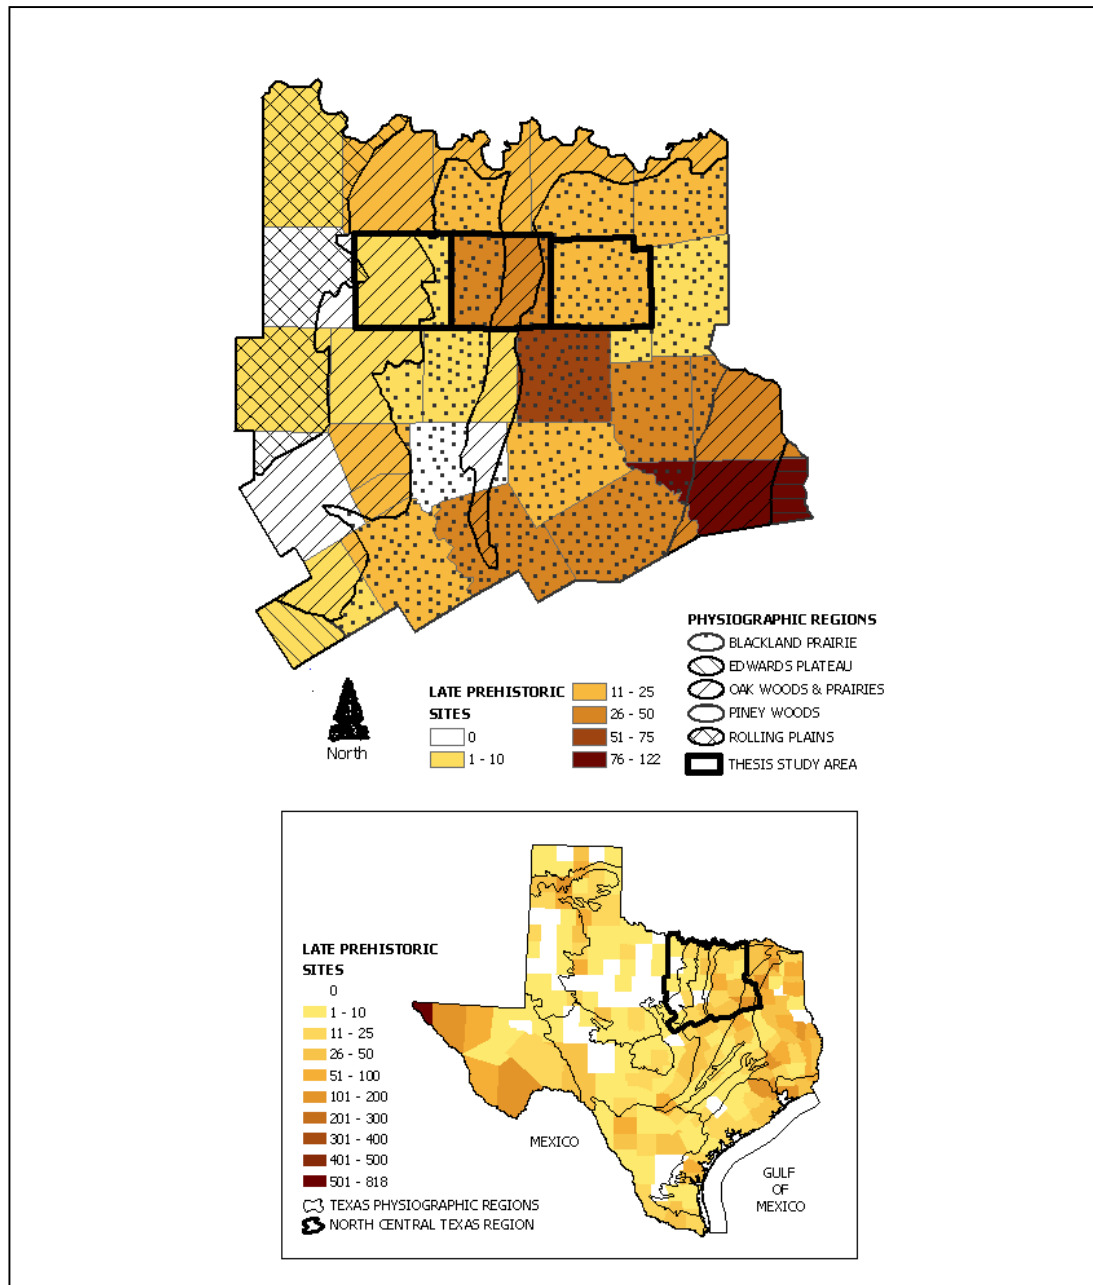 PHYSIOGRAPHIC REGIONS
BLACKLAND PRAIRIE
EDWARDS PLATEAU
OAK WOODS & PRAIRIES
PINEY WOODS
ROLLING PLAINS
THESIS STUDY AREA
LATE PREHISTORIC
SITES
0
1 - 10
11 - 25
26 - 50
51 - 75
76 - 122
North
LATE PREHISTORIC
SITES
0
1 - 10
11 - 25
26 - 50
51 - 100
101 - 200
201 - 300
301 - 400
401 - 500
501 - 818
TEXAS PHYSIOGRAPHIC REGIONS
NORTH CENTRAL TEXAS REGION
MEXICO
GULF
OF
MEXICO